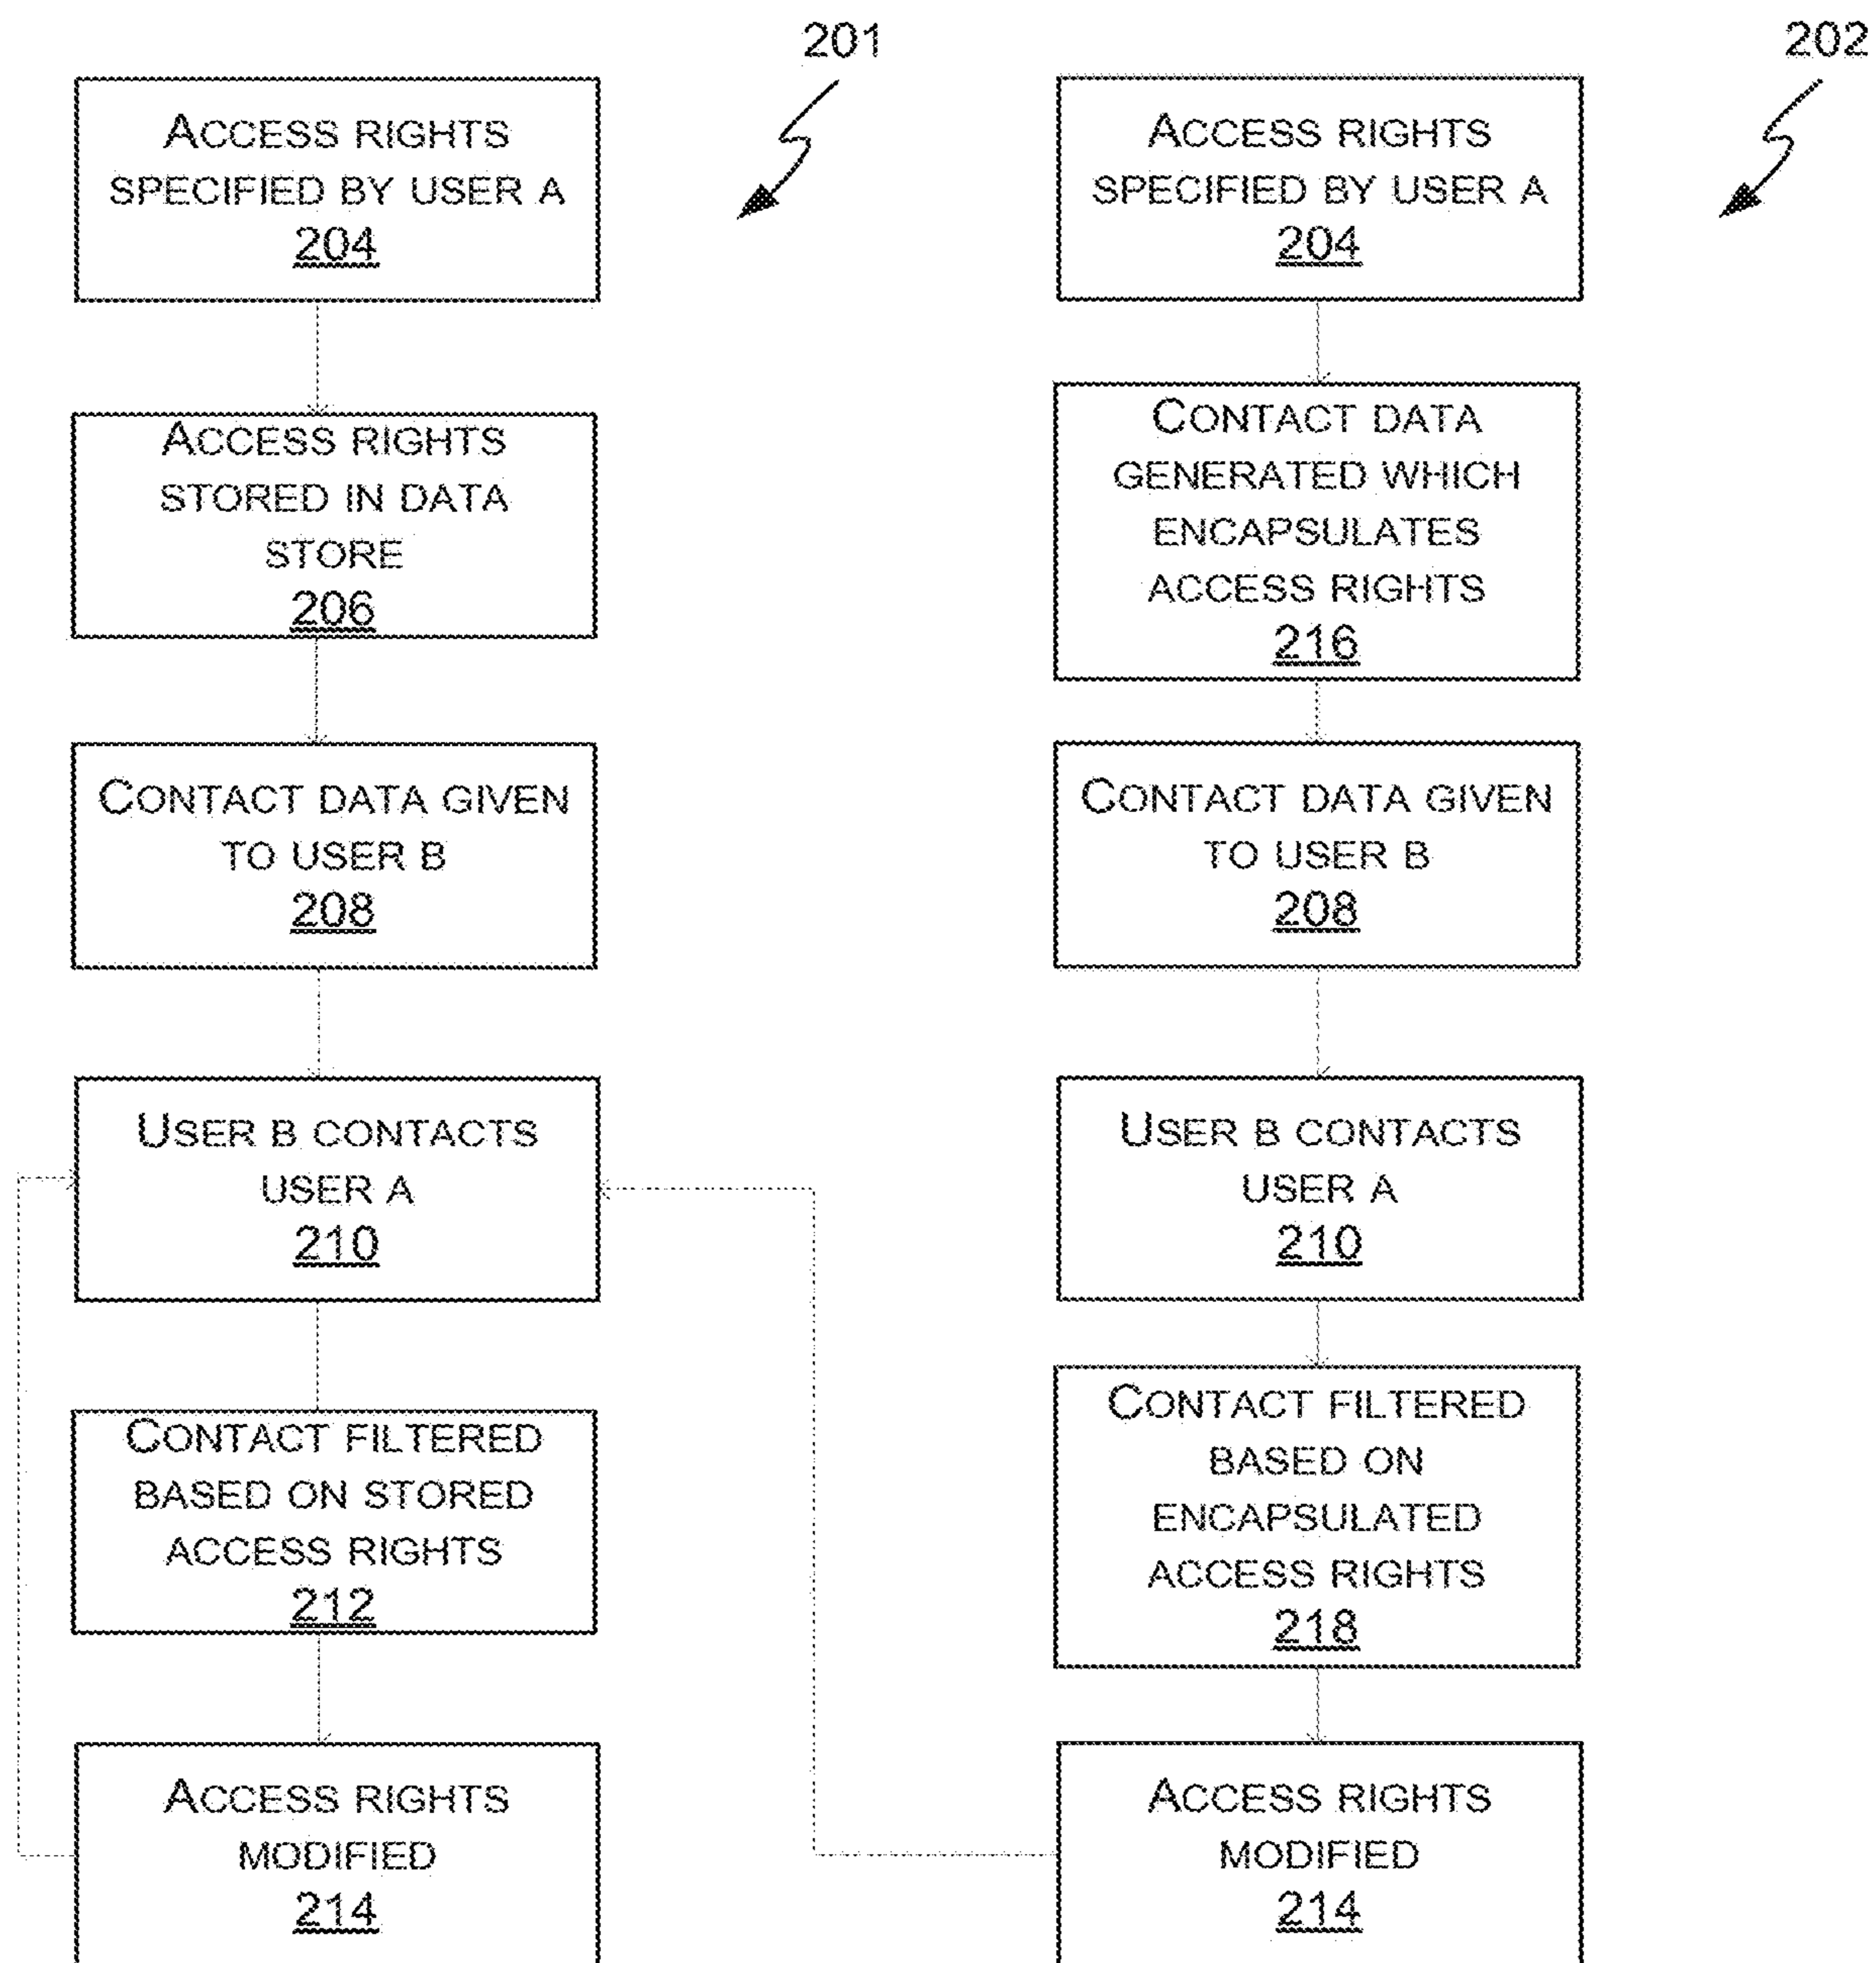 201
ACCESS RIGHTS
SPECIFIED BY USER A
204
ACCESS RIGHTS
STORED IN DATA
STORE
206
CONTACT DATA GIVEN
TO USER B
208
USER B CONTACTS
USER A
210
CONTACT FILTERED
BASED ON STORED
ACCESS RIGHTS
212
ACCESS RIGHTS
MODIFIED
214
202
ACCESS RIGHTS
SPECIFIED BY USER A
204
CONTACT DATA
GENERATED WHICH
ENCAPSULATES
ACCESS RIGHTS
216
CONTACT DATA GIVEN
TO USER B
208
USER B CONTACTS
USER A
210
CONTACT FILTERED
BASED ON
ENCAPSULATED
ACCESS RIGHTS
218
ACCESS RIGHTS
MODIFIED
214